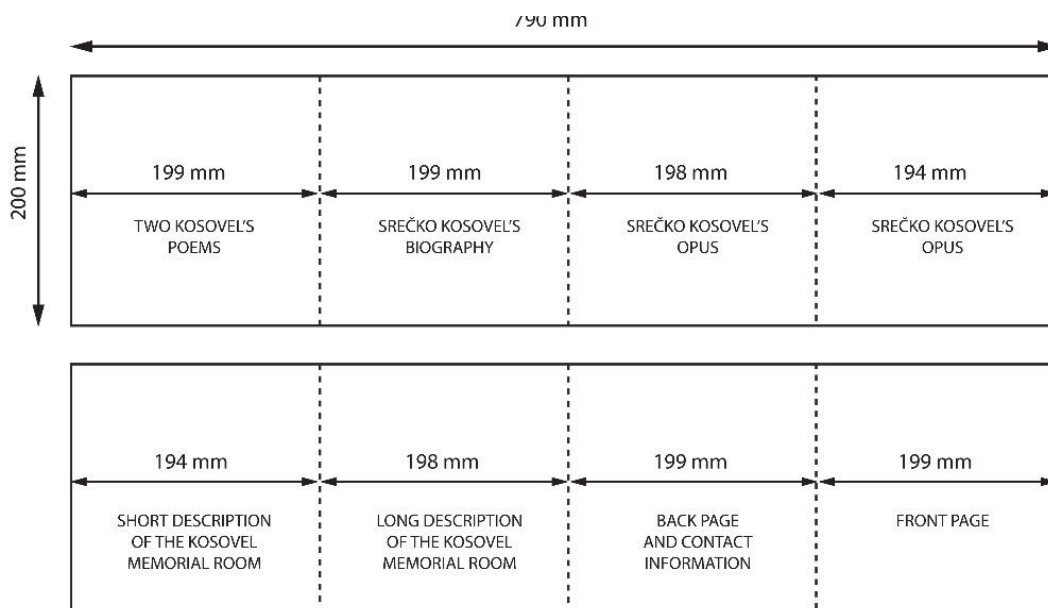 790 mm
200 mm
199 mm
199 mm
198 mm
194 mm
TWO KOSOVEL'S
POEMS
SREČKO KOSOVEL'S
BIOGRAPHY
SREČKO KOSOVEL'S
OPUS
SREČKO KOSOVEL'S
OPUS
194 mm
198 mm
199 mm
199 mm
SHORT DESCRIPTION
OF THE KOSOVEL
MEMORIAL ROOM
LONG DESCRIPTION
OF THE KOSOVEL
MEMORIAL ROOM
BACK PAGE
AND CONTACT
INFORMATION
FRONT PAGE